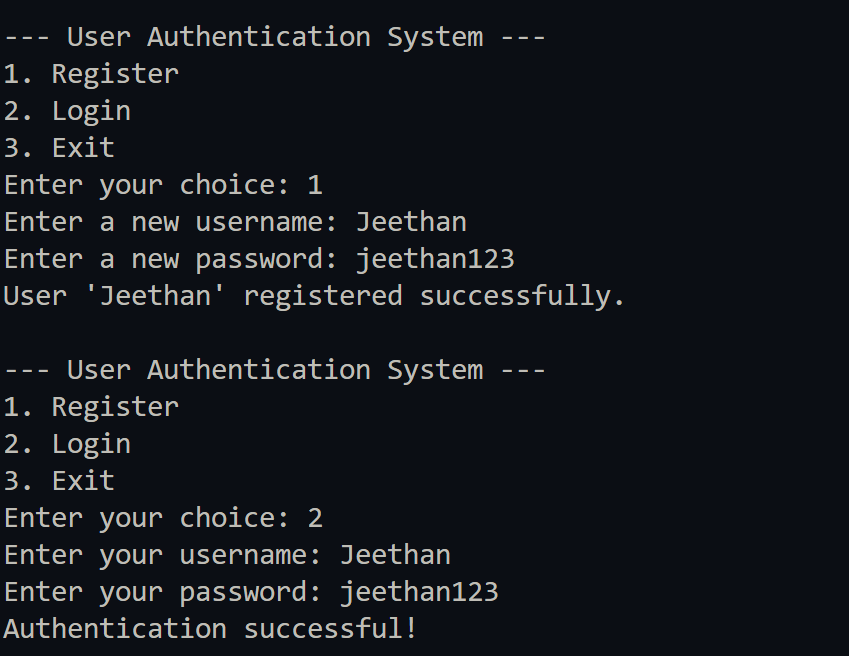 --- User Authentication System ---
1. Register
2. Login
3. Exit
Enter your choice: 1
Enter a new username: Jeethan
Enter a new password: jeethan123
User 'Jeethan' registered successfully.
--- User Authentication System ---
1. Register
2. Login
3. Exit
Enter your choice: 2
Enter your username: Jeethan
Enter your password: jeethan123
Authentication successful!